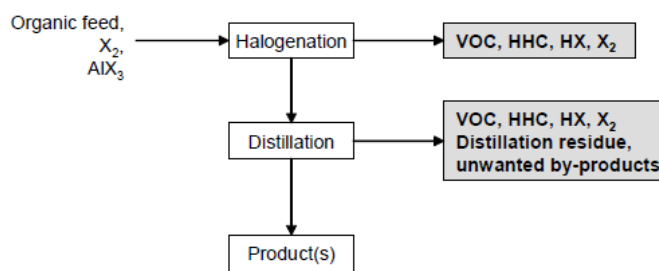 Organic feed,
X₂,
AlX₃
Halogenation
VOC, HHC, HX, X₂
Distillation
VOC, HHC, HX, X₂
Distillation residue,
unwanted by-products
Product(s)